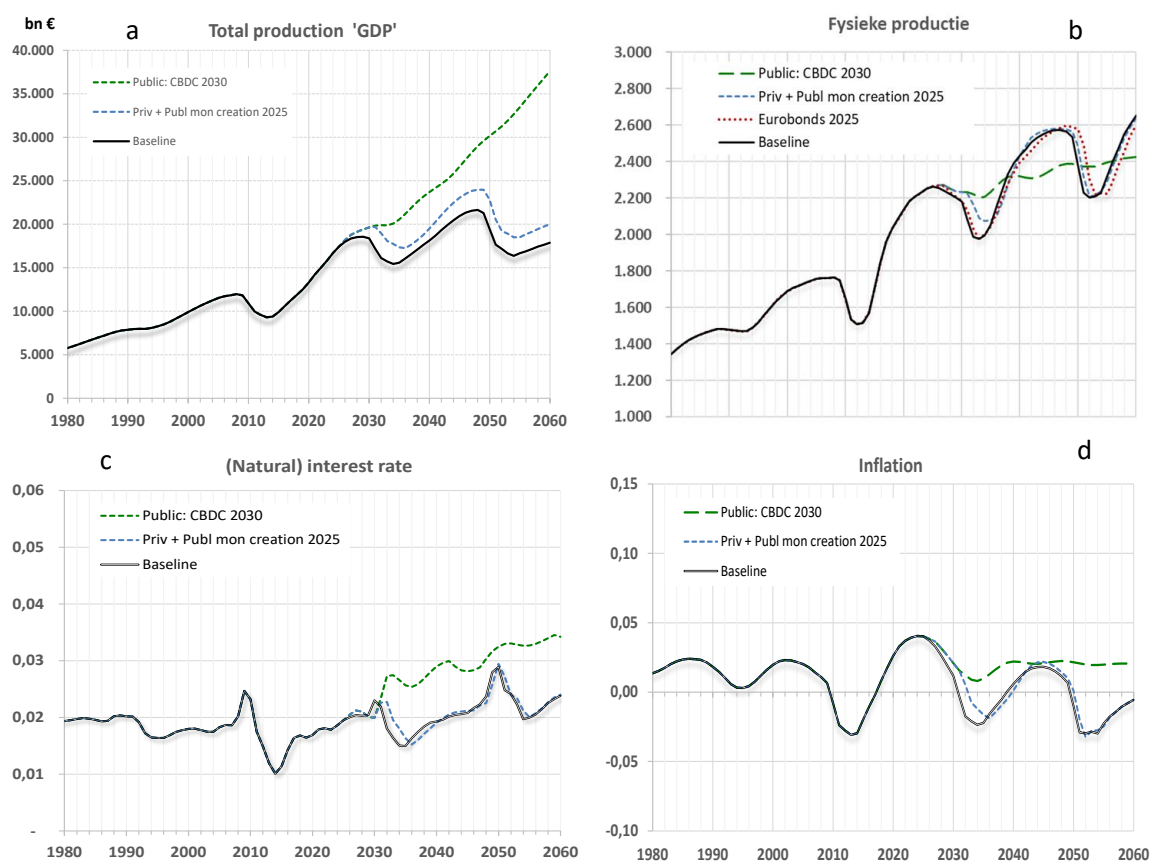 bn €
a
Total production 'GDP'
40.000
35.000
30.000
25.000
20.000
15.000
10.000
5.000
0
Public: CBDC 2030
Priv + Publ mon creation 2025
Baseline
1980 1990 2000 2010 2020 2030 2040 2050 2060
Fysieke productie
b
3.000
2.800
2.600
2.400
2.200
2.000
1.800
1.600
1.400
1.200
1.000
Public: CBDC 2030
Priv + Publ mon creation 2025
Eurobonds 2025
Baseline
c
(Natural) interest rate
0,06
0,05
0,04
0,03
0,02
0,01
-
Public: CBDC 2030
Priv + Publ mon creation 2025
Baseline
1980 1990 2000 2010 2020 2030 2040 2050 2060
Inflation
d
0,15
0,10
0,05
0,00
-0,05
-0,10
Public: CBDC 2030
Priv + Publ mon creation 2025
Baseline
1980 1990 2000 2010 2020 2030 2040 2050 2060